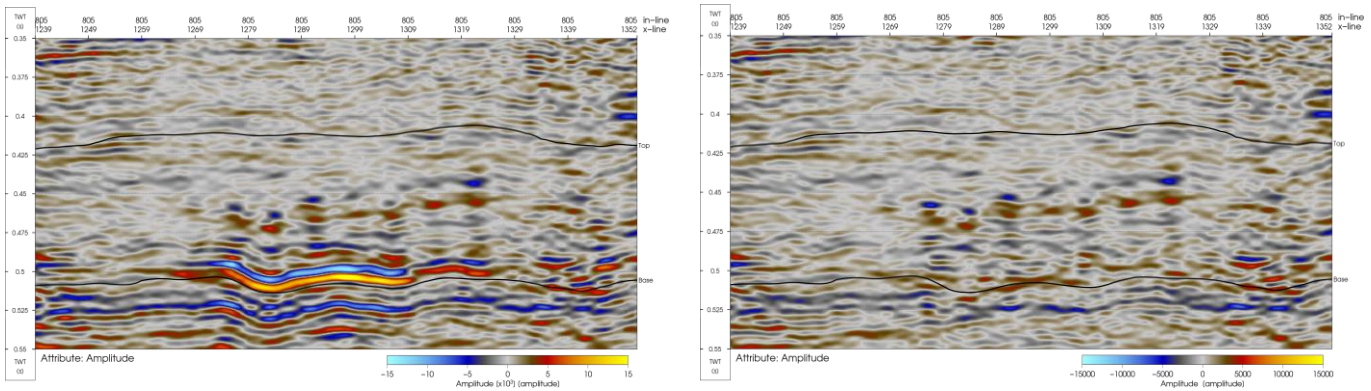 TWT 805 805 805 805 805 805 805 805 805 805 805 805 in-line
(s) 1239 1249 1259 1269 1279 1289 1299 1309 1319 1329 1339 1352 x-line
0.35
0.375
0.4
0.425
0.45
0.475
0.5
0.525
0.55
Top
Base
TWT
(s)
Attribute: Amplitude
-15 -10 -5 0 5 10 15
Amplitude [x10³] (amplitude)
TWT 805 805 805 805 805 805 805 805 805 805 805 805 in-line
(s) 1239 1249 1259 1269 1279 1289 1299 1309 1319 1329 1339 1352 x-line
0.35
0.375
0.4
0.425
0.45
0.475
0.5
0.525
0.55
Top
Base
TWT
(s)
Attribute: Amplitude
-15000 -10000 -5000 0 5000 10000 15000
Amplitude (amplitude)